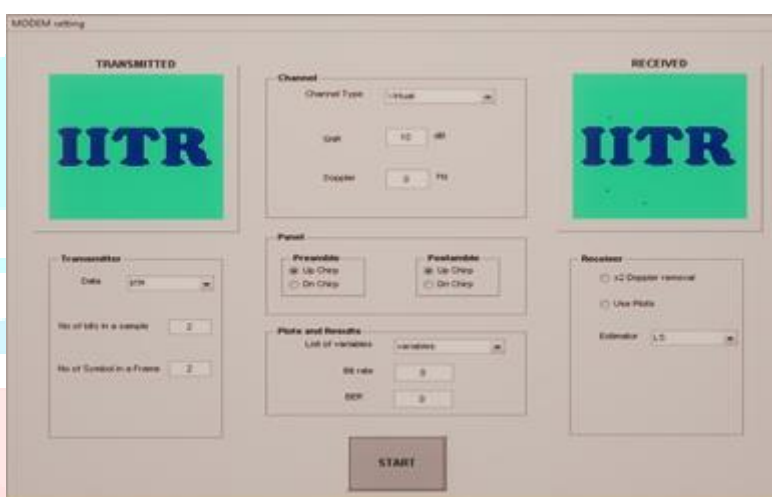 MODEM setting
TRANSMITTED
IITR
Channel
Channel Type
Virtual
SNR
10
dB
Doppler
0
Hz
RECEIVED
IITR
Transmitter
Data
No of bits in a sample
2
No of Symbol in a Frame
2
Panel
Preamble
Up Chirp
Dn Chirp
Postamble
Up Chirp
Dn Chirp
Plots and Results
List of variables
variables
Bit rate
0
BER
0
Receiver
x2 Doppler removal
Use Pilots
Estimator
LS
START